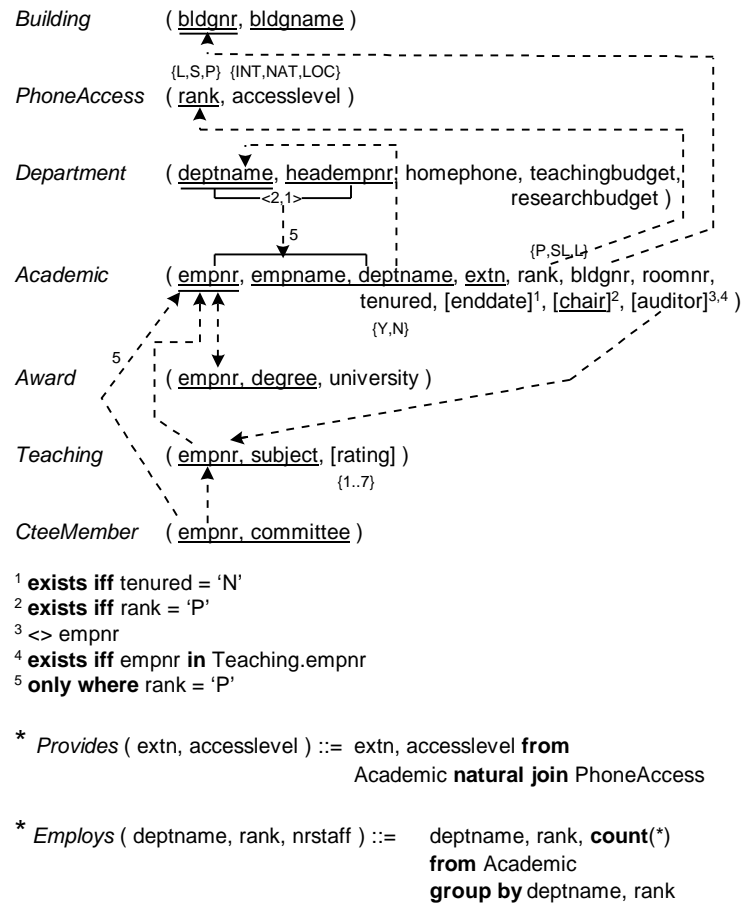 Building ( bldgnr, bldgname )
{L,S,P} {INT,NAT,LOC}
PhoneAccess ( rank, accesslevel )
Department ( deptname, headempnr, homephone, teachingbudget,
researchbudget )
<2,1>
5
{P,SL,L}
Academic ( empnr, empname, deptname, extn, rank, bldgnr, roomnr,
tenured, [enddate]1, [chair]2, [auditor]3,4 )
{Y,N}
5
Award ( empnr, degree, university )
Teaching ( empnr, subject, [rating] )
{1..7}
CteeMember ( empnr, committee )
1 exists iff tenured = ‘N’
2 exists iff rank = ‘P’
3 <> empnr
4 exists iff empnr in Teaching.empnr
5 only where rank = ‘P’
* Provides ( extn, accesslevel ) ::= extn, accesslevel from
Academic natural join PhoneAccess
* Employs ( deptname, rank, nrstaff ) ::= deptname, rank, count(*)
from Academic
group by deptname, rank